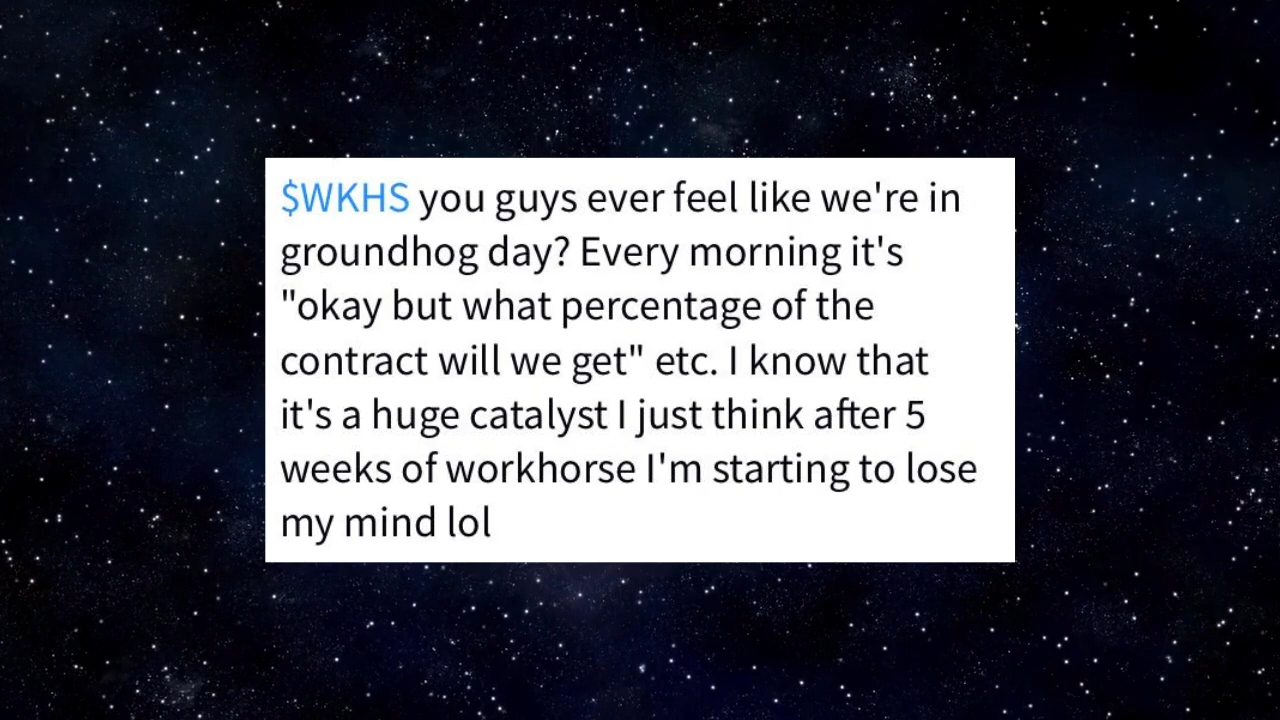 $WKHS you guys ever feel like we're in
groundhog day? Every morning it's
"okay but what percentage of the
contract will we get" etc. I know that
it's a huge catalyst I just think after 5
weeks of workhorse I'm starting to lose
my mind lol